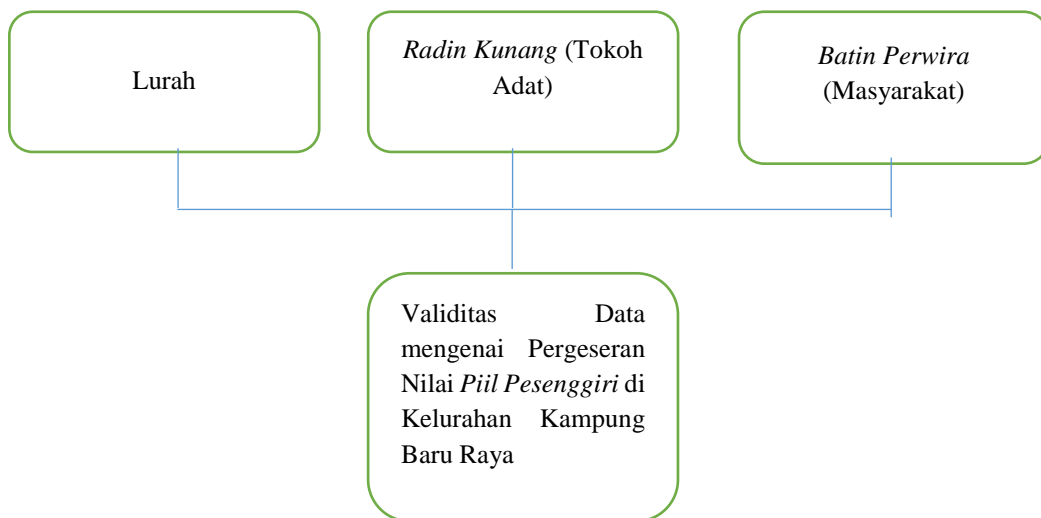 Lurah
Radin Kunang (Tokoh
Adat)
Batin Perwira
(Masyarakat)
Validitas Data
mengenai Pergeseran
Nilai Piil Pesenggiri di
Kelurahan Kampung
Baru Raya